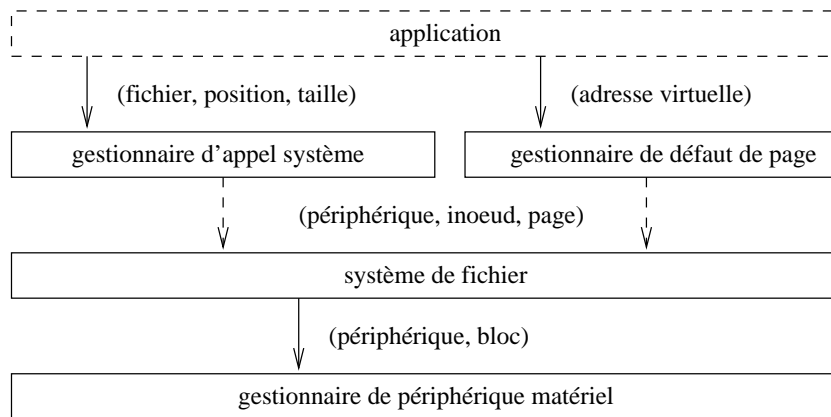 application
(fichier, position, taille)
(adresse virtuelle)
gestionnaire d'appel système
gestionnaire de défaut de page
(périphérique, inoeud, page)
système de fichier
(périphérique, bloc)
gestionnaire de périphérique matériel